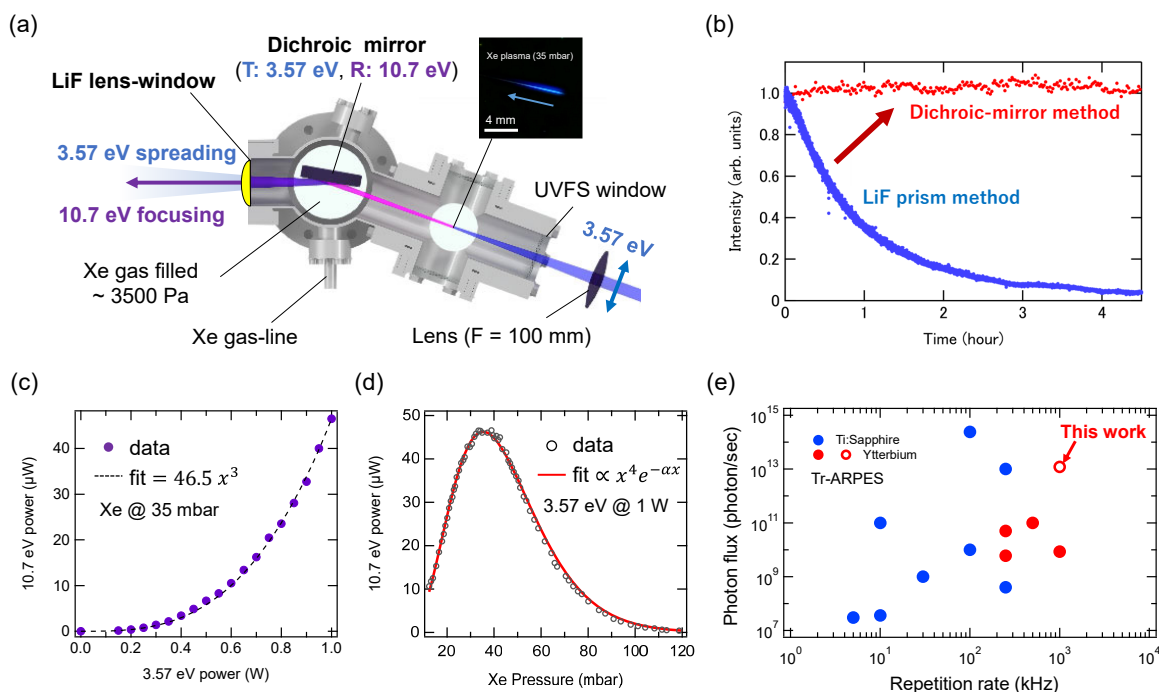 (a)
Dichroic mirror
(T: 3.57 eV, R: 10.7 eV)
LiF lens-window
Xe plasma (35 mbar)
4 mm
3.57 eV spreading
10.7 eV focusing
UVFS window
3.57 eV
Xe gas filled
~ 3500 Pa
Xe gas-line
Lens (F = 100 mm)
(b)
Intensity (arb. units)
1.0
0.8
0.6
0.4
0.2
0
Dichroic-mirror method
LiF prism method
0 1 2 3 4
Time (hour)
(c)
10.7 eV power (μW)
40
30
20
10
0
data
fit = 46.5 x³
Xe @ 35 mbar
0.0 0.2 0.4 0.6 0.8 1.0
3.57 eV power (W)
(d)
10.7 eV power (μW)
50
40
30
20
10
0
data
fit ∝ x⁴e⁻ᵅˣ
3.57 eV @ 1 W
20 40 60 80 100 120
Xe Pressure (mbar)
(e)
Photon flux (photon/sec)
10¹⁵
10¹³
10¹¹
10⁹
10⁷
Ti:Sapphire
Ytterbium
Tr-ARPES
This work
10⁰ 10¹ 10² 10³ 10⁴
Repetition rate (kHz)